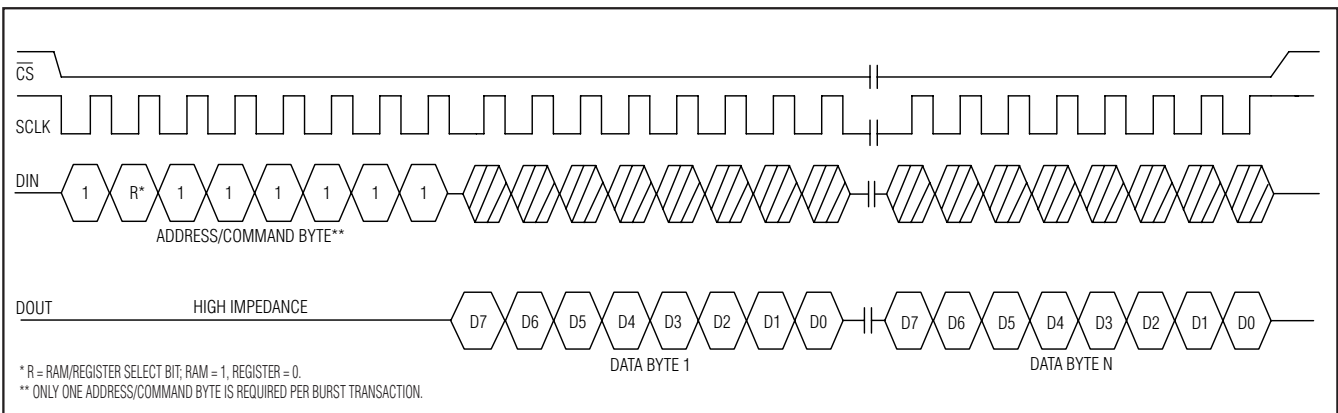 CS
SCLK
DIN 1 R* 1 1 1 1 1 1
ADDRESS/COMMAND BYTE**
DOUT HIGH IMPEDANCE D7 D6 D5 D4 D3 D2 D1 D0 D7 D6 D5 D4 D3 D2 D1 D0
DATA BYTE 1 DATA BYTE N
* R = RAM/REGISTER SELECT BIT; RAM = 1, REGISTER = 0.
** ONLY ONE ADDRESS/COMMAND BYTE IS REQUIRED PER BURST TRANSACTION.